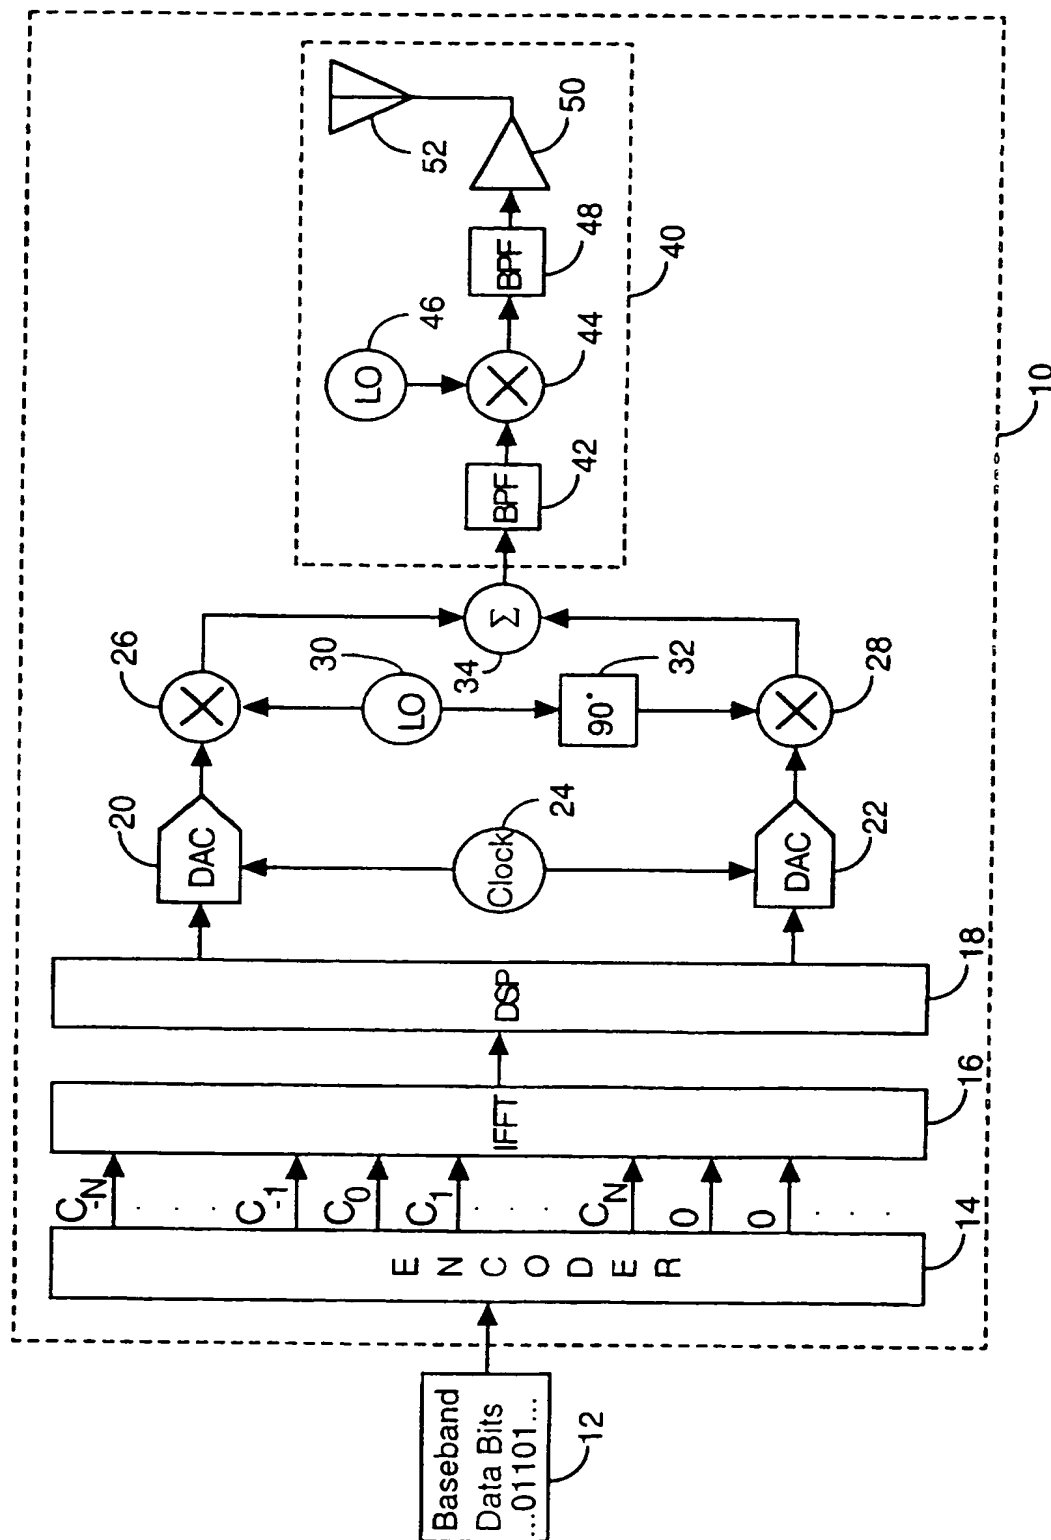 Baseband
Data Bits
...01101...
12
ENCODER
14
C-N
C-1
C0
C1
CN
0
0
IFFT
16
DSP
18
DAC
20
DAC
22
Clock
24
26
28
LO
30
90°
32
Σ
34
BPF
42
44
LO
46
BPF
48
50
52
40
10